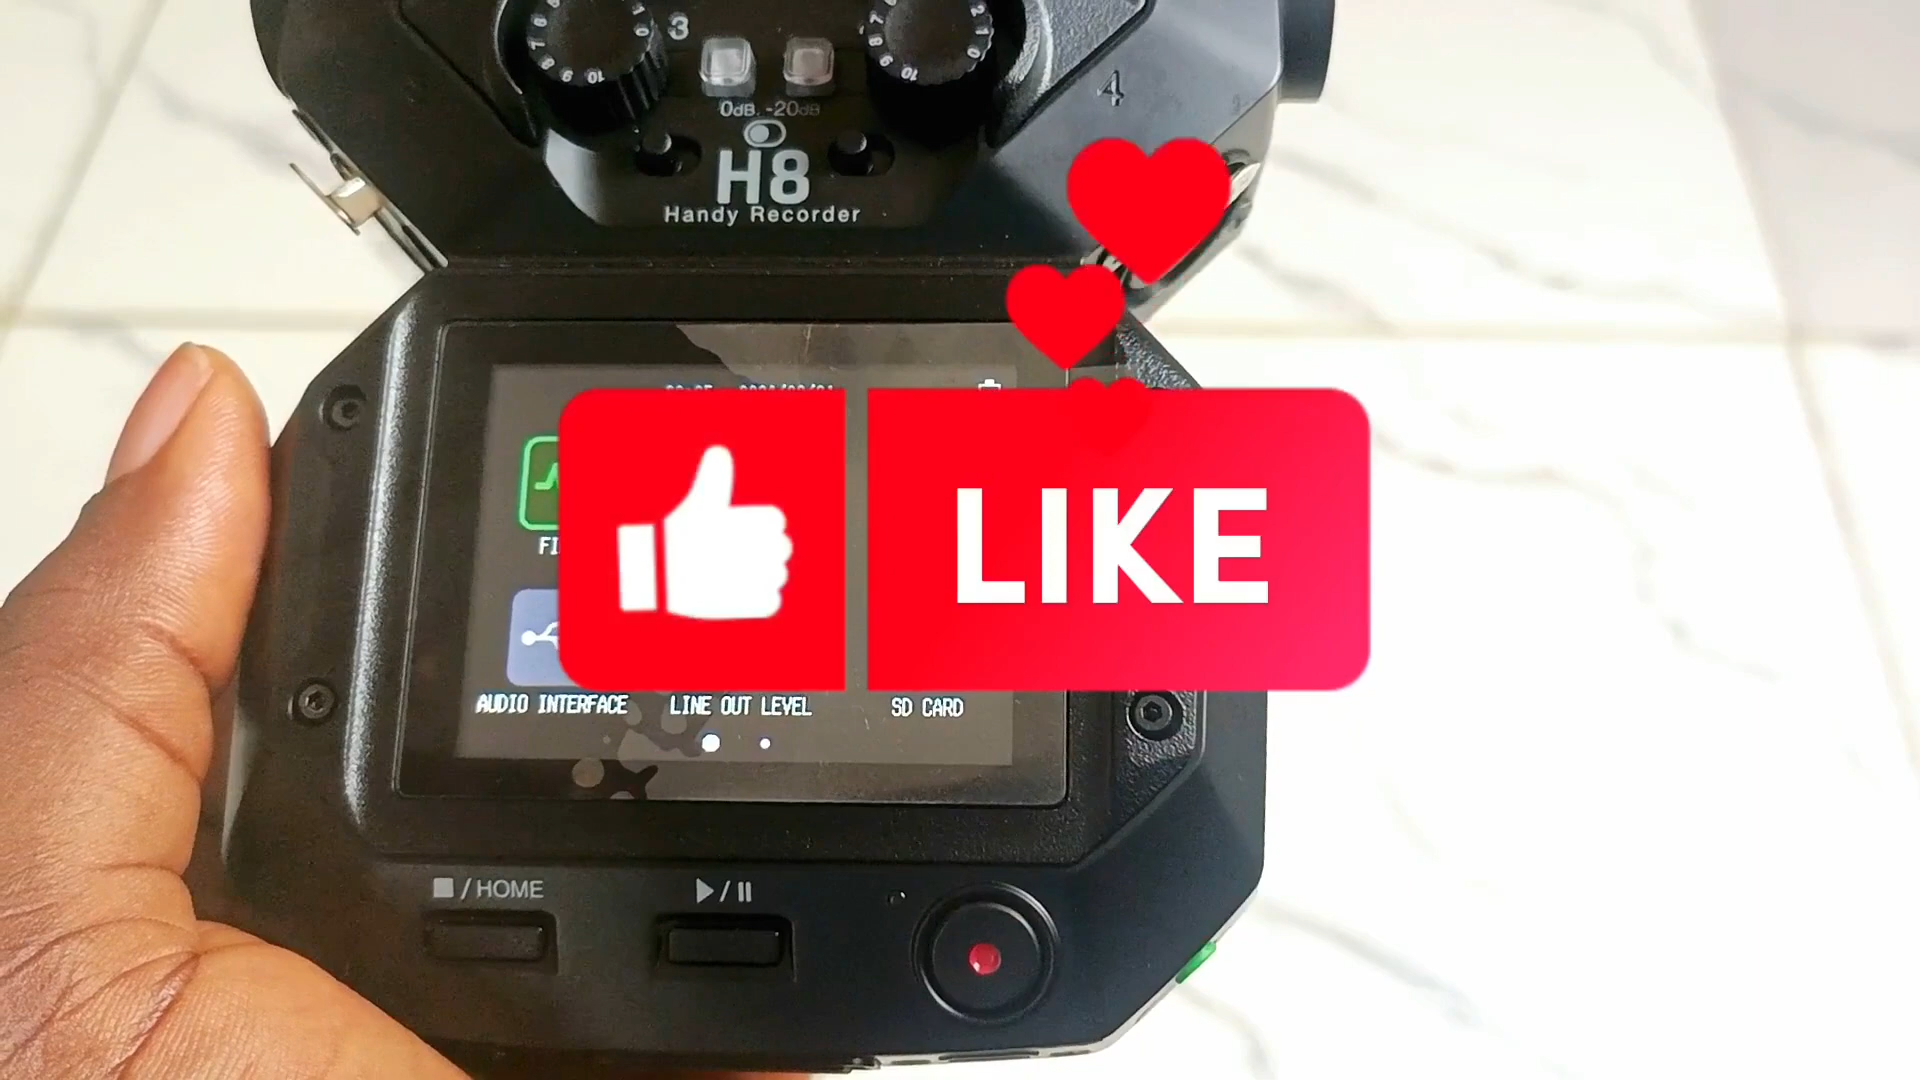 3
0dB. -20dB
4
H8
Handy Recorder
LIKE
AUDIO INTERFACE LINE OUT LEVEL SD CARD
/ HOME /